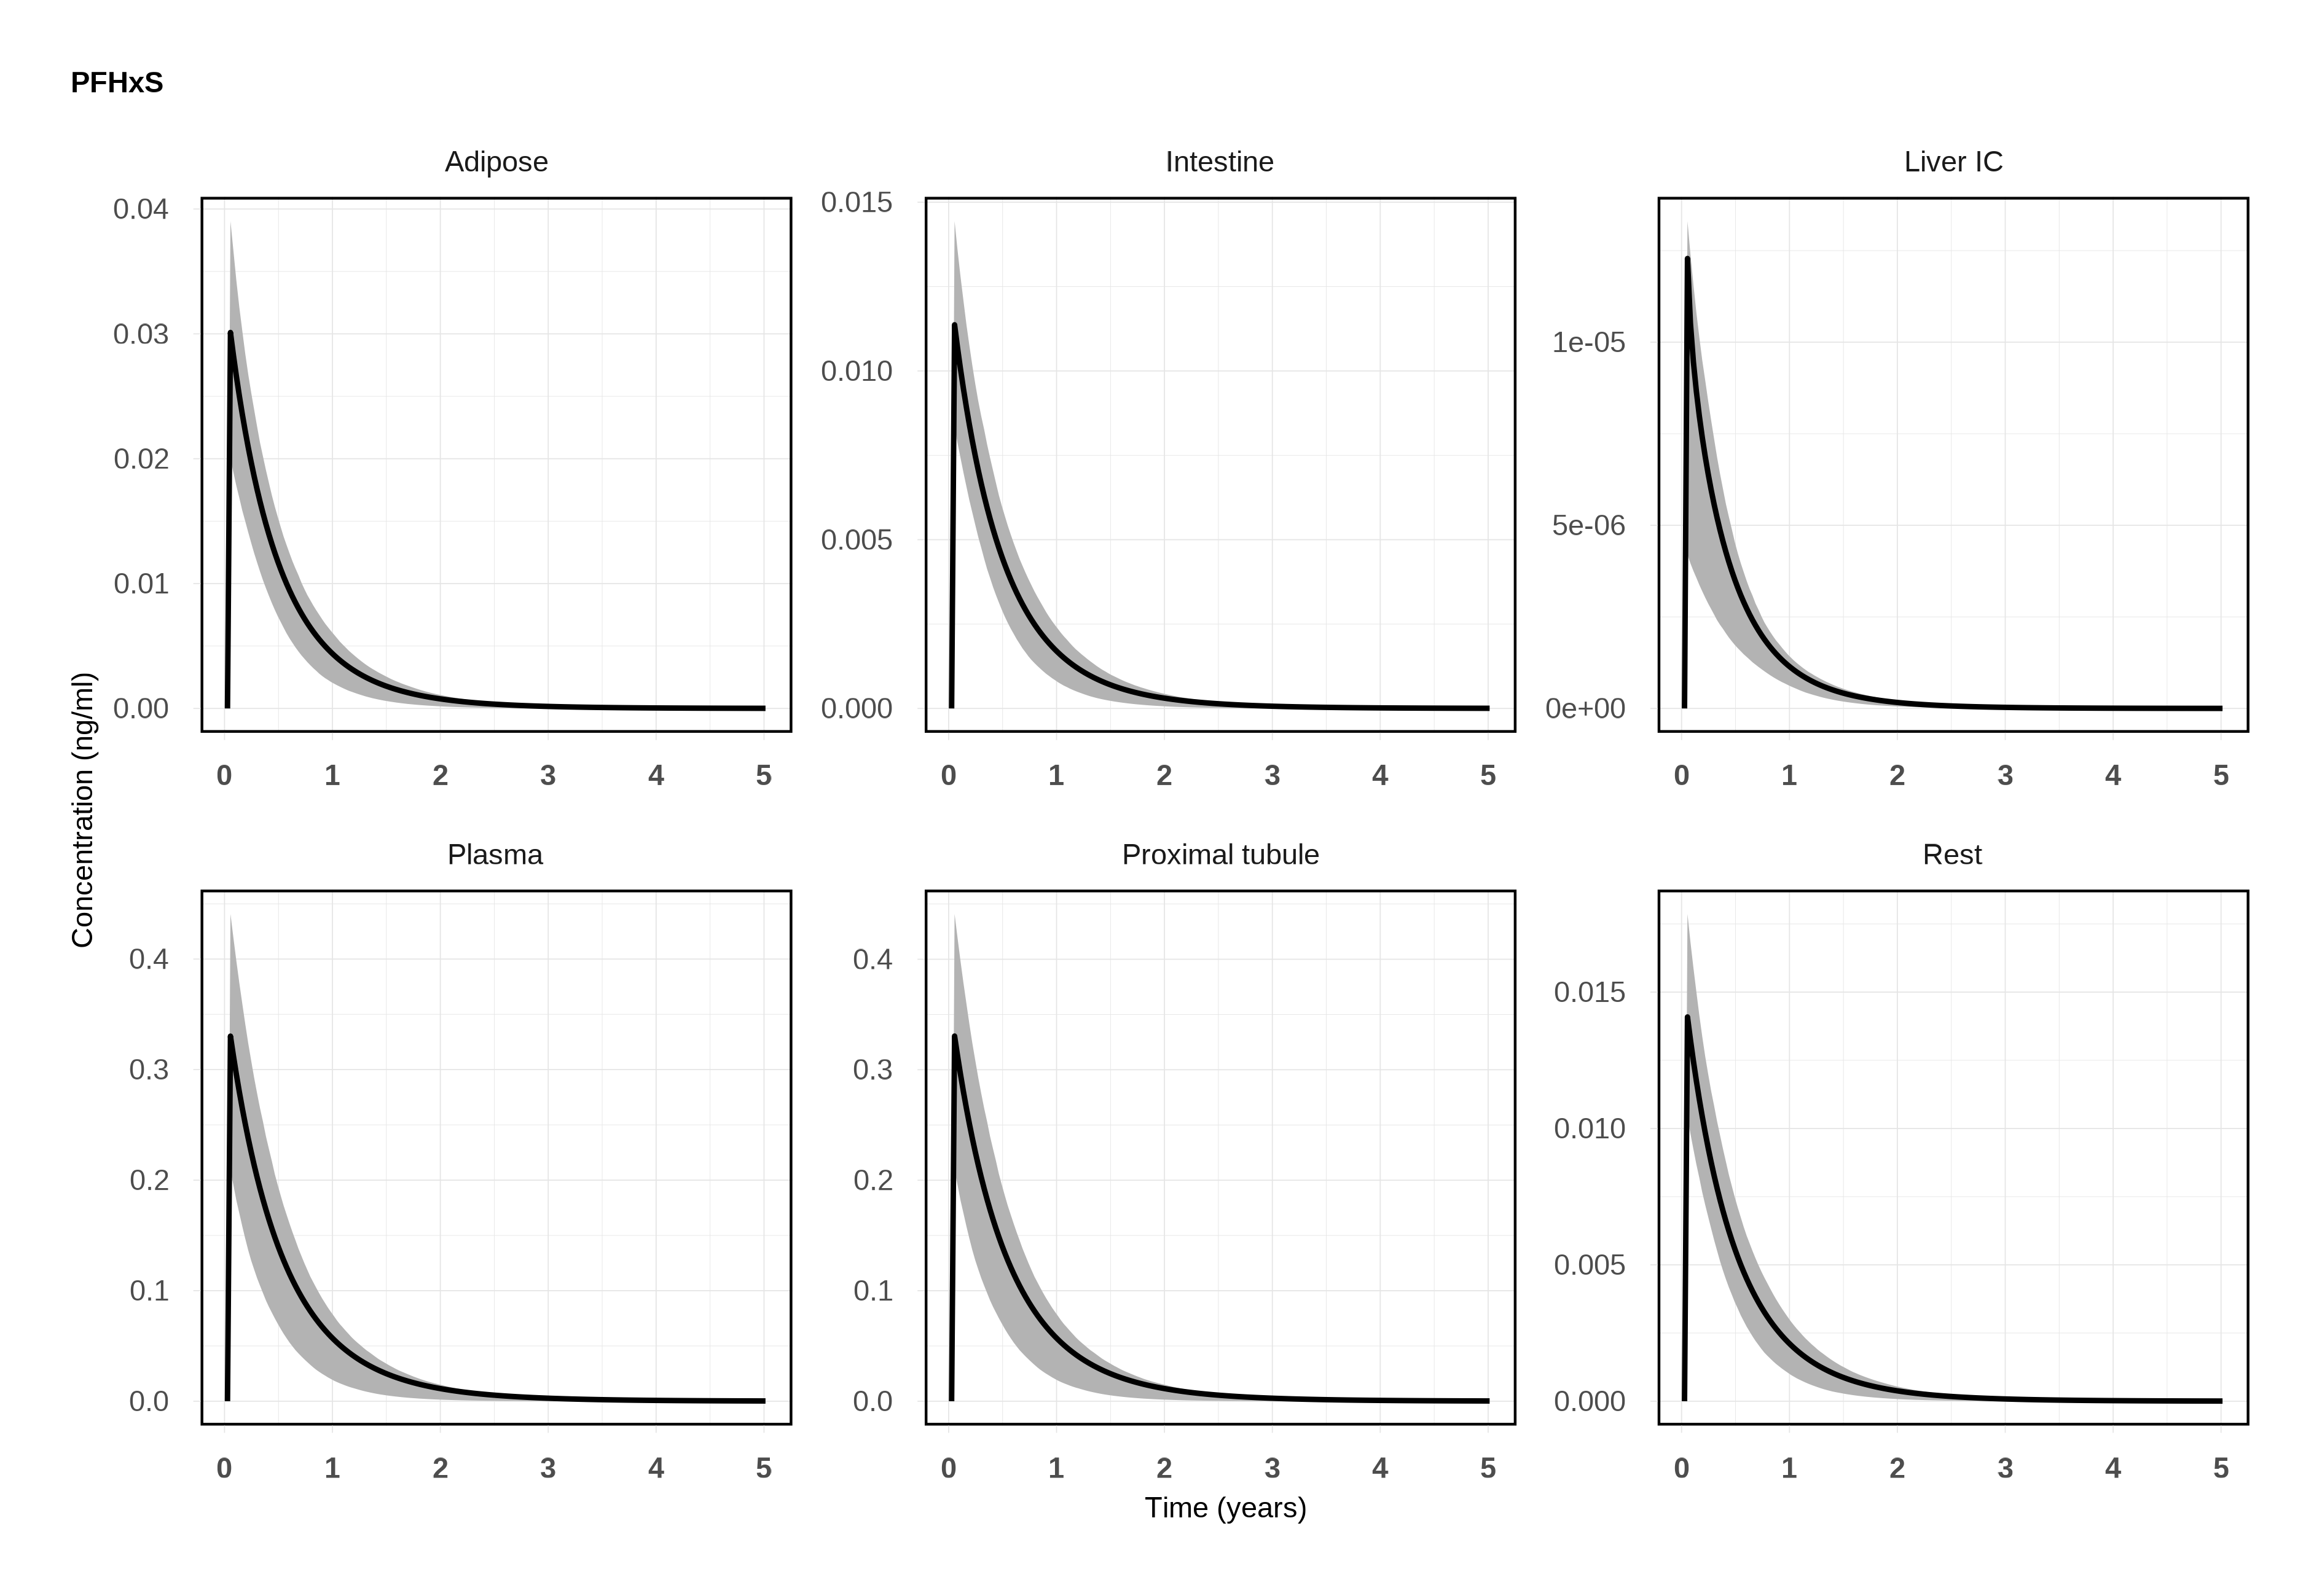 PFHxS
Adipose
Intestine
Liver IC
0.04
0.03
0.02
0.01
0.00
0.015
0.010
0.005
0.000
1e-05
5e-06
0e+00
0 1 2 3 4 5
0 1 2 3 4 5
0 1 2 3 4 5
Concentration (ng/ml)
Plasma
Proximal tubule
Rest
0.4
0.3
0.2
0.1
0.0
0.4
0.3
0.2
0.1
0.0
0.015
0.010
0.005
0.000
0 1 2 3 4 5
0 1 2 3 4 5
0 1 2 3 4 5
Time (years)